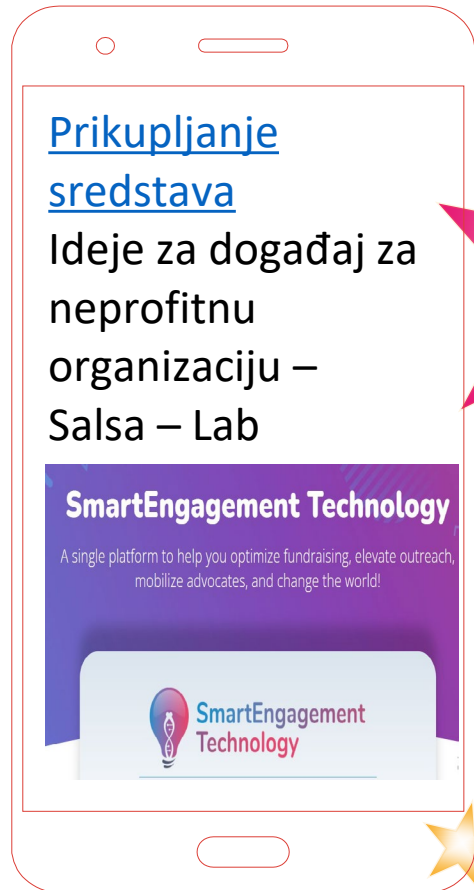 Prikupljanje
sredstava
Ideje za događaj za
neprofitnu
organizaciju –
Salsa – Lab
SmartEngagement Technology
A single platform to help you optimize fundraising, elevate outreach,
mobilize advocates, and change the world!
SmartEngagement
Technology